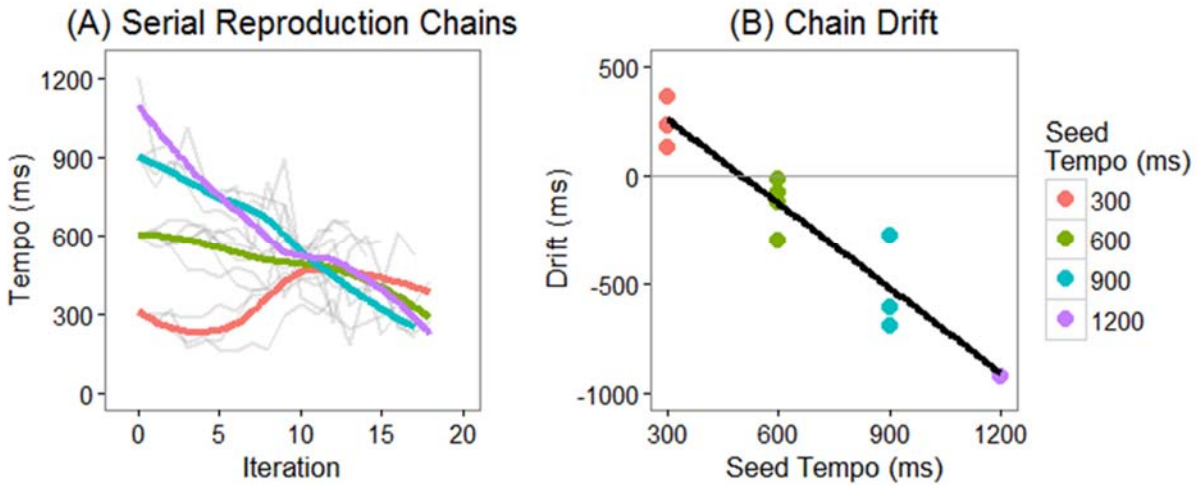 (A) Serial Reproduction Chains
Tempo (ms)
1200
900
600
300
0
0 5 10 15 20
Iteration
(B) Chain Drift
Drift (ms)
500
0
-500
-1000
300 600 900 1200
Seed Tempo (ms)
Seed
Tempo (ms)
300
600
900
1200